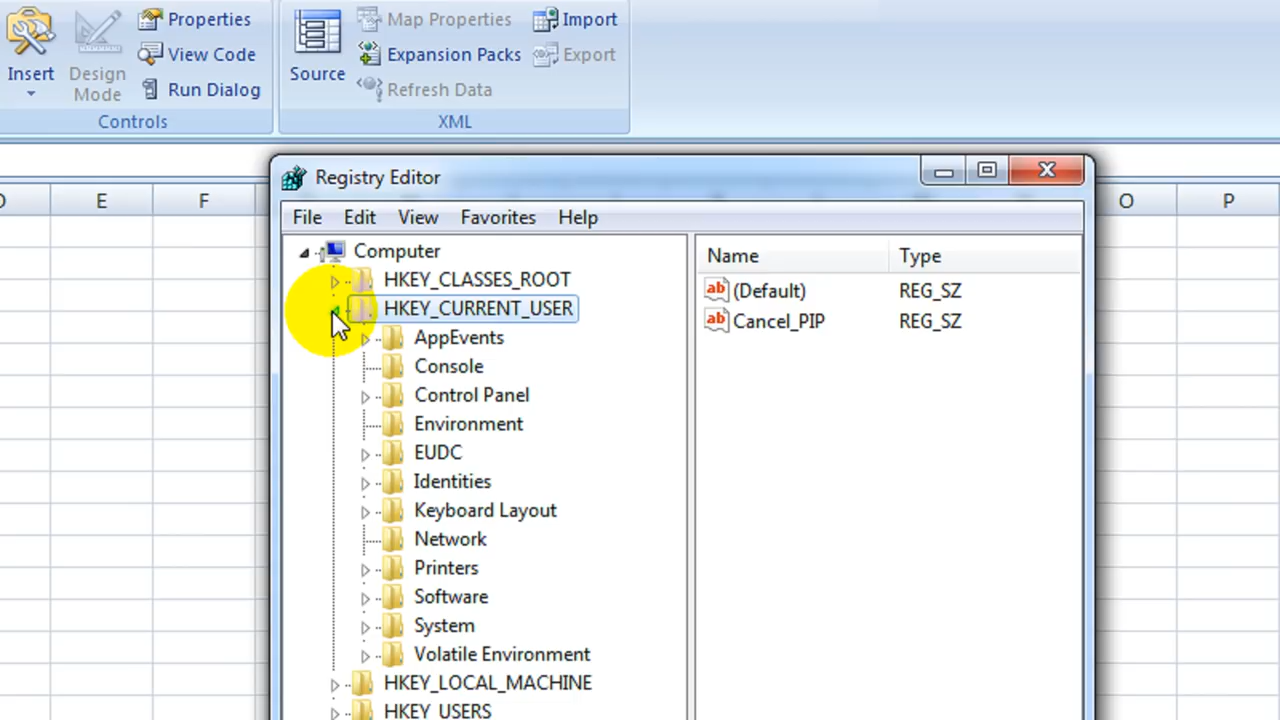 Properties
Map Properties
Import
View Code
Expansion Packs
Export
Insert
Design
Mode
Run Dialog
Source
Refresh Data
Controls
XML
Registry Editor
D E F O P
File Edit View Favorites Help
Computer
HKEY_CLASSES_ROOT
HKEY_CURRENT_USER
AppEvents
Console
Control Panel
Environment
EUDC
Identities
Keyboard Layout
Network
Printers
Software
System
Volatile Environment
HKEY_LOCAL_MACHINE
HKEY_USERS
Name Type
ab (Default) REG_SZ
ab Cancel_PIP REG_SZ